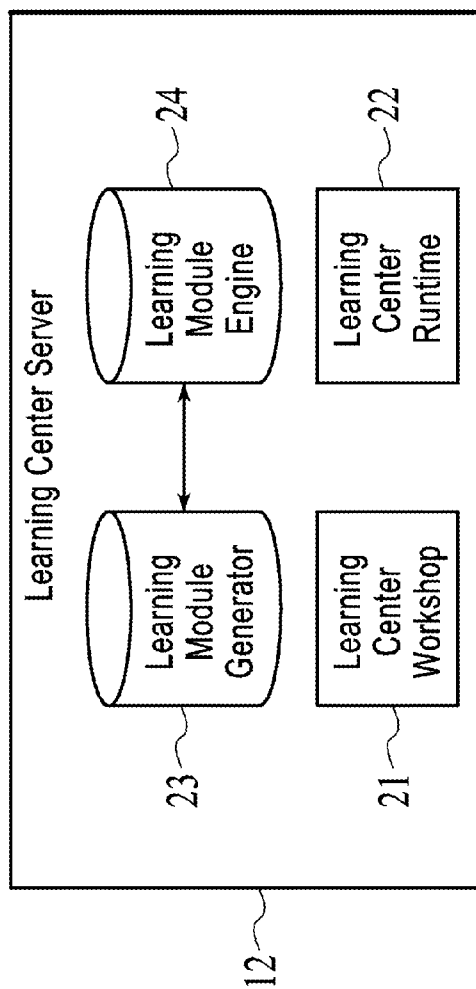 Learning Center Server
Learning
Module
Generator
23
Learning
Module
Engine
24
Learning
Center
Workshop
21
Learning
Center
Runtime
22
12